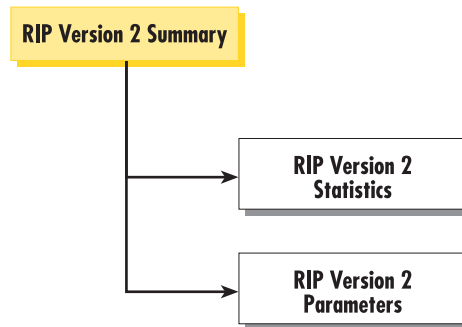 RIP Version 2 Summary
RIP Version 2
Statistics
RIP Version 2
Parameters